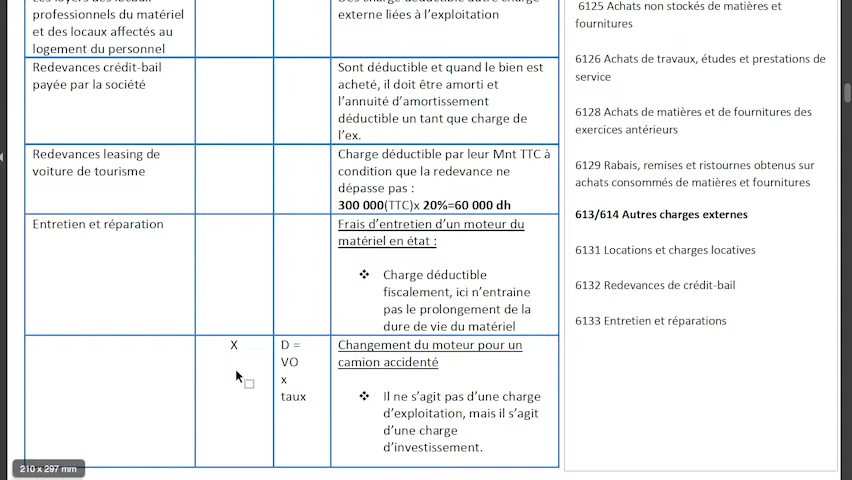 Les loyers des locaux
professionnels du matériel
et des locaux affectés au
logement du personnel
Des charge déductible autre charge
externe liées à l'exploitation
Redevances crédit-bail
payée par la société
Sont déductible et quand le bien est
acheté, il doit être amorti et
l'annuité d'amortissement
déductible un tant que charge de
l'ex.
Redevances leasing de
voiture de tourisme
Charge déductible par leur Mnt TTC à
condition que la redevance ne
dépasse pas :
300 000(TTC)x 20%=60 000 dh
Entretien et réparation
Frais d'entretien d'un moteur du
matériel en état :
❖ Charge déductible
fiscalement, ici n'entraine
pas le prolongement de la
dure de vie du matériel
X
D =
VO
x
taux
Changement du moteur pour un
camion accidenté
❖ Il ne s'agit pas d'une charge
d'exploitation, mais il s'agit
d'une charge
d'investissement.
6125 Achats non stockés de matières et
fournitures
6126 Achats de travaux, études et prestations de
service
6128 Achats de matières et de fournitures des
exercices antérieurs
6129 Rabais, remises et ristournes obtenus sur
achats consommés de matières et fournitures
613/614 Autres charges externes
6131 Locations et charges locatives
6132 Redevances de crédit-bail
6133 Entretien et réparations
210 x 297 mm